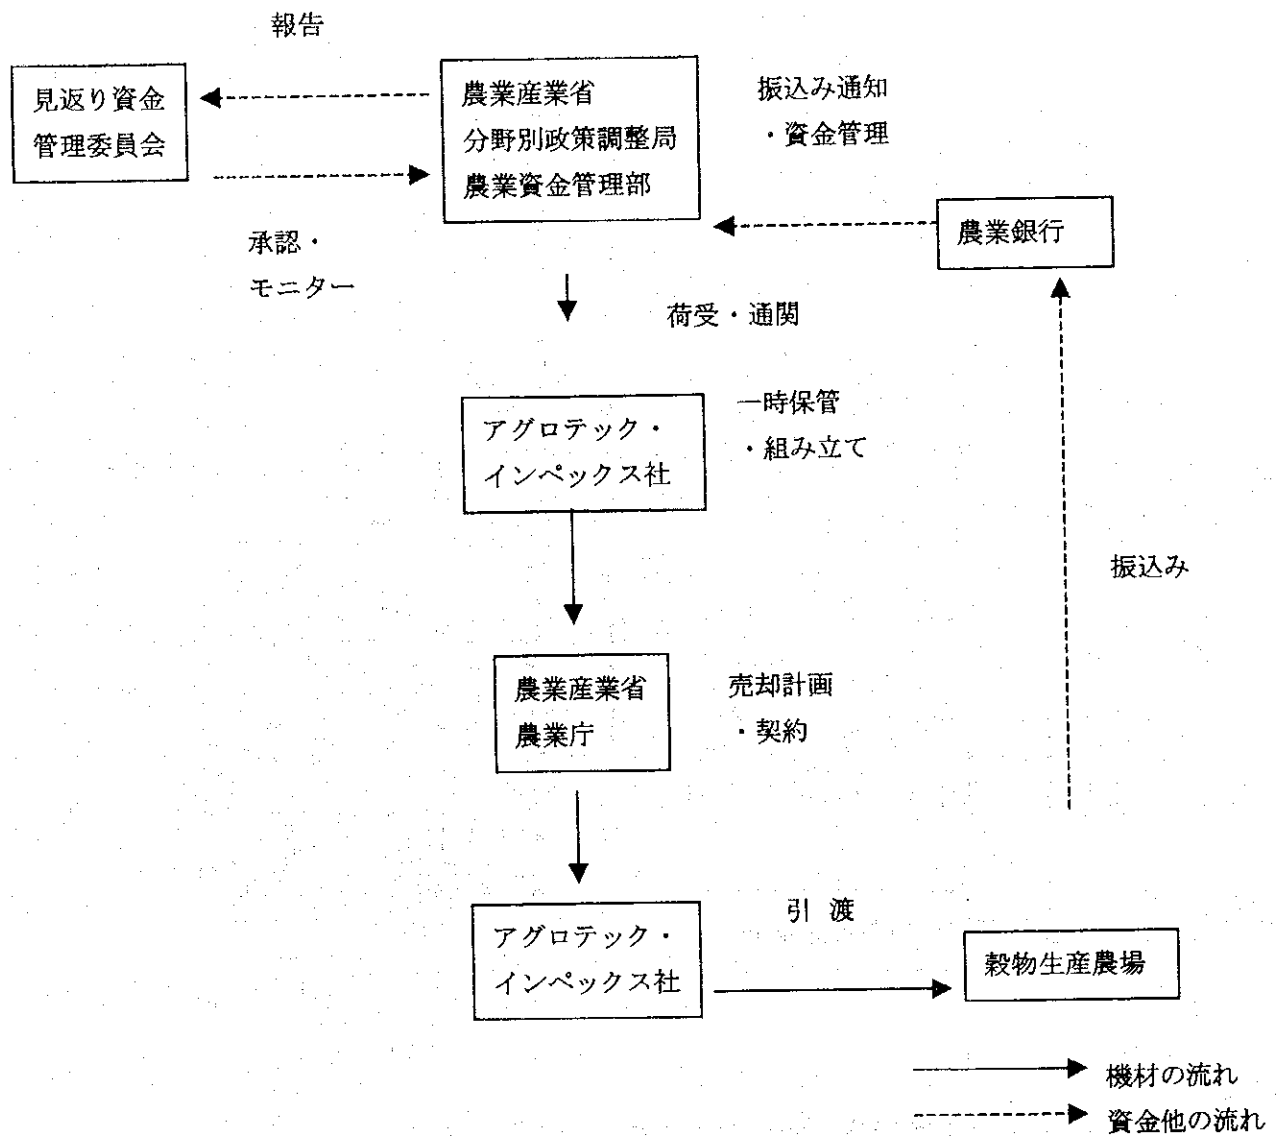 報告
見返り資金
管理委員会
農業産業省
分野別政策調整局
農業資金管理部
振込み通知
・資金管理
農業銀行
承認・
モニター
荷受・通関
アグロテック・
インペックス社
一時保管
・組み立て
振込み
農業産業省
農業庁
売却計画
・契約
アグロテック・
インペックス社
引 渡
穀物生産農場
機材の流れ
資金他の流れ